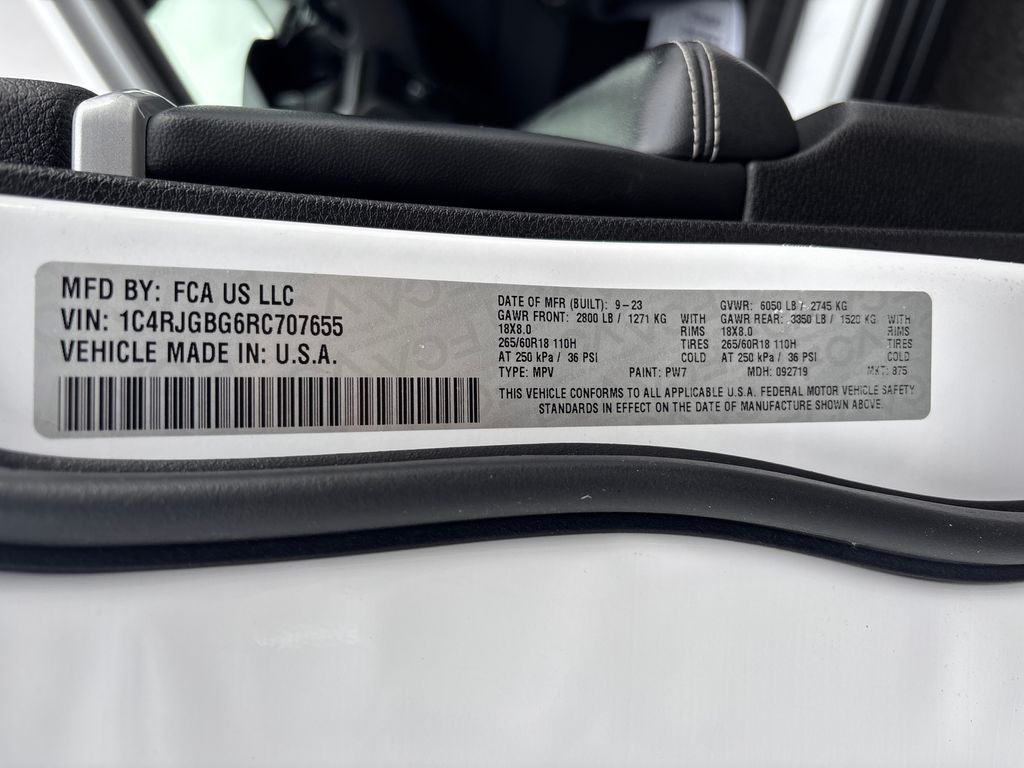 MFD BY: FCA US LLC
VIN: 1C4RJGBG6RC707655
VEHICLE MADE IN: U.S.A.
DATE OF MFR (BUILT): 9-23 GVWR: 6050 LB / 2745 KG
GAWR FRONT: 2800 LB / 1271 KG WITH GAWR REAR: 3350 LB / 1520 KG WITH
18X8.0 RIMS 18X8.0 RIMS
265/60R18 110H TIRES 265/60R18 110H TIRES
AT 250 kPa / 36 PSI COLD AT 250 kPa / 36 PSI COLD
TYPE: MPV PAINT: PW7 MDH: 092719 MKT: 875
THIS VEHICLE CONFORMS TO ALL APPLICABLE U.S.A. FEDERAL MOTOR VEHICLE SAFETY
STANDARDS IN EFFECT ON THE DATE OF MANUFACTURE SHOWN ABOVE.